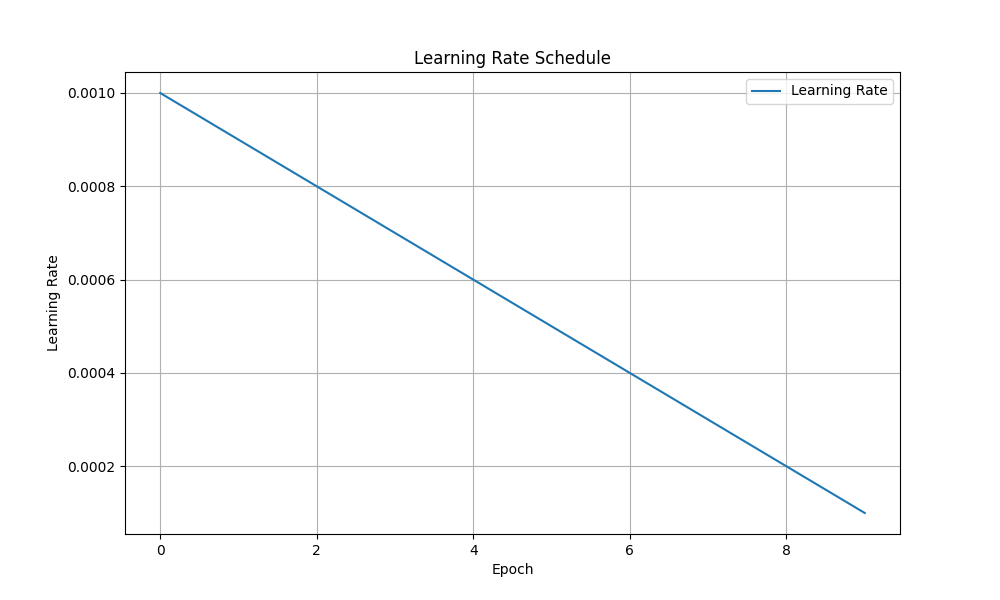 Learning Rate Schedule
Learning Rate
0.0010
0.0008
0.0006
0.0004
0.0002
Learning Rate
0 2 4 6 8
Epoch